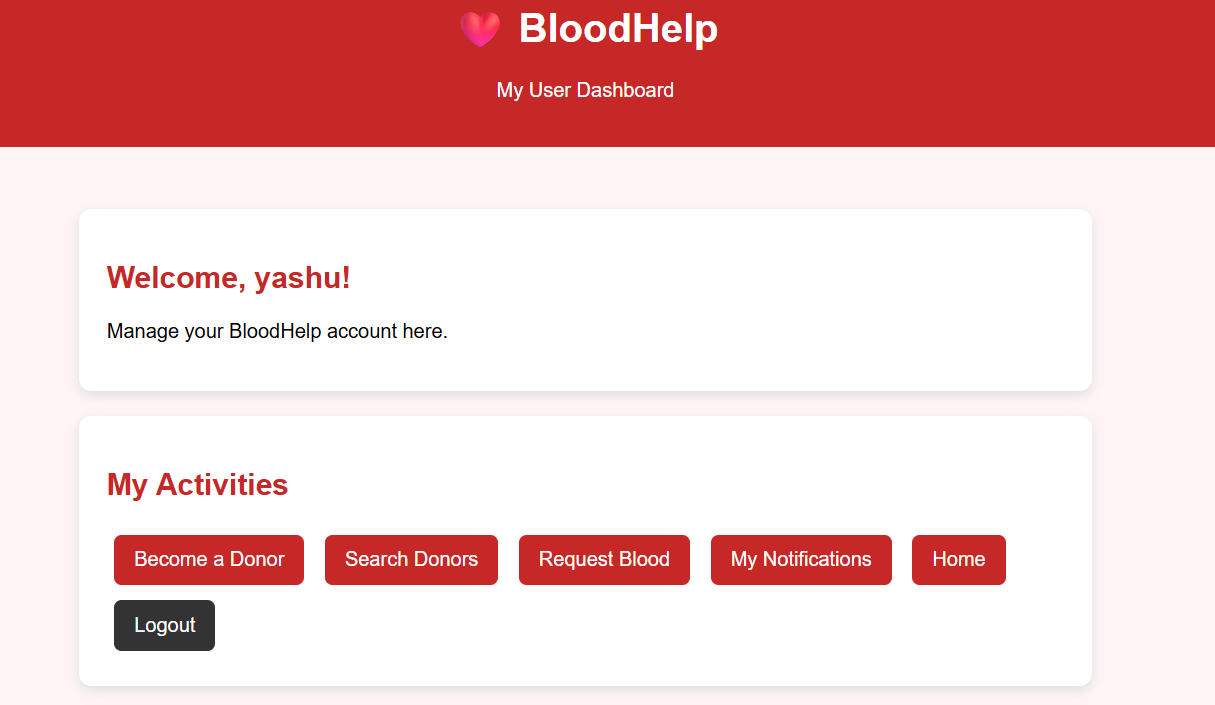 BloodHelp
My User Dashboard
Welcome, yashu!
Manage your BloodHelp account here.
My Activities
Become a Donor Search Donors Request Blood My Notifications Home
Logout